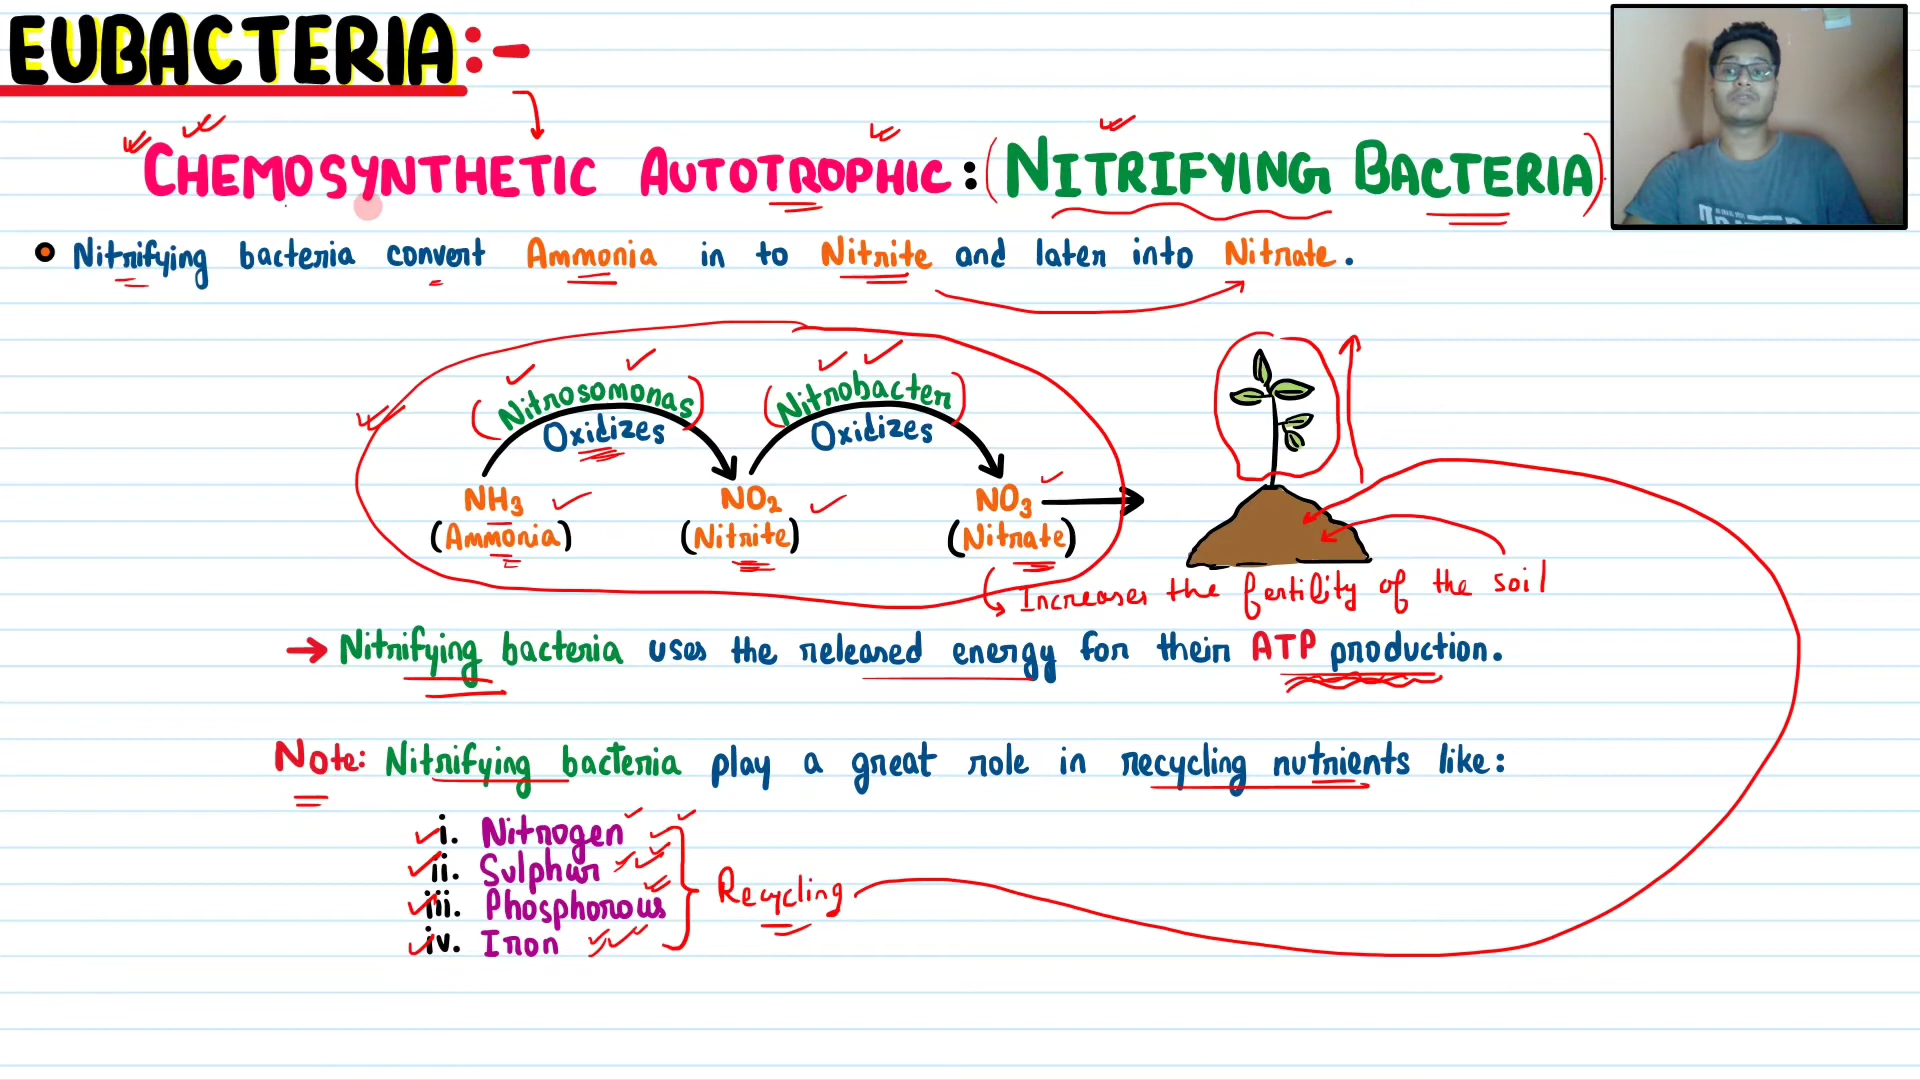 EUBACTERIA:-
CHEMOSYNTHETIC AUTOTROPHIC: (NITRIFYING BACTERIA)
Nitrifying bacteria convert Ammonia in to Nitrite and later into Nitrate.
Nitrosomonas
Oxidizes
Nitrobacter
Oxidizes
NH3 NO2 NO3
(Ammonia) (Nitrite) (Nitrate)
Increases the fertility of the soil
→ Nitrifying bacteria uses the released energy for their ATP production.
Note: Nitrifying bacteria play a great role in recycling nutrients like:
i. Nitrogen
ii. Sulphur
iii. Phosphorous
iv. Iron
Recycling